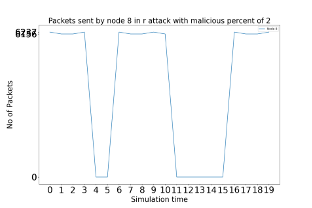 Packets sent by node 8 in r attack with malicious percent of 2
No of Packets
0
0 1 2 3 4 5 6 7 8 9 10 11 12 13 14 15 16 17 18 19
Simulation time